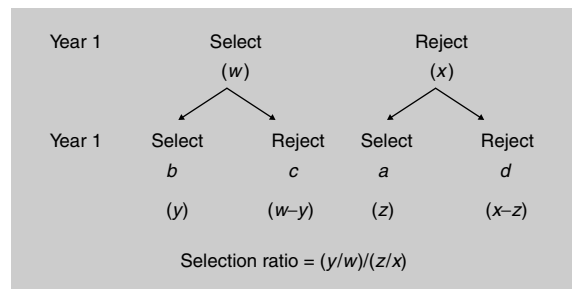 Year 1 Select Reject
(w) (x)
Year 1 Select Reject Select Reject
b c a d
(y) (w–y) (z) (x–z)
Selection ratio = (y/w)/(z/x)